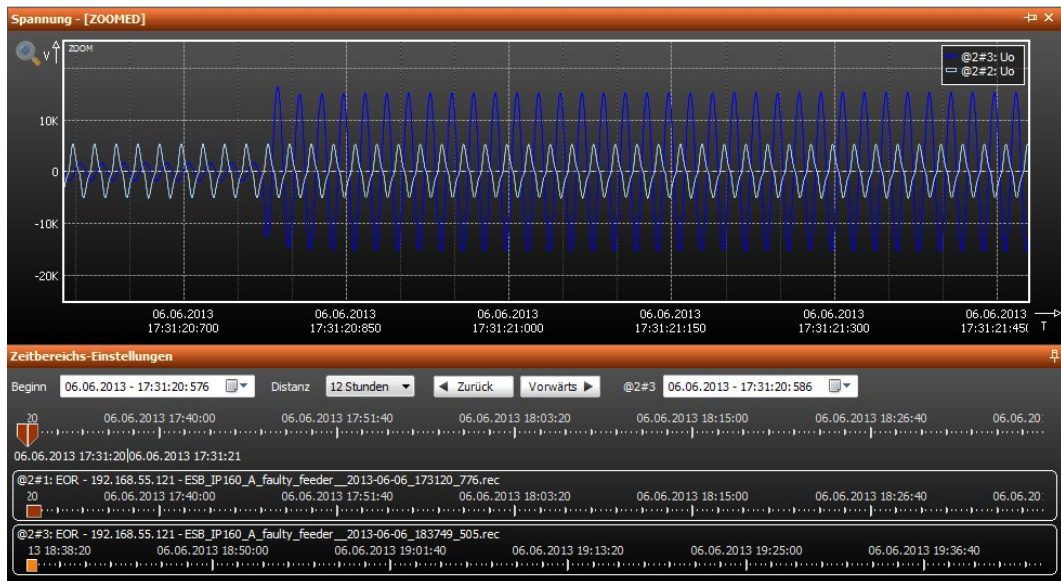 Spannung - [ZOOMED]
V
ZOOM
@2#3: Uo
@2#2: Uo
10K
0
-10K
-20K
06.06.2013 06.06.2013 06.06.2013 06.06.2013 06.06.2013 06.06.2013
17:31:20:700 17:31:20:850 17:31:21:000 17:31:21:150 17:31:21:300 17:31:21:45( T
Zeitbereichs-Einstellungen
Beginn 06.06.2013 - 17:31:20: 576 Distanz 12 Stunden Zurück Vorwärts @2#3 06.06.2013 - 17:31:20: 586
20 06.06.2013 17:40:00 06.06.2013 17:51:40 06.06.2013 18:03:20 06.06.2013 18:15:00 06.06.2013 18:26:40 06.06.20
06.06.2013 17:31:20|06.06.2013 17:31:21
@2#1: EOR - 192.168.55.121 - ESB_IP160_A_faulty_feeder__2013-06-06_173120_776.rec
20 06.06.2013 17:40:00 06.06.2013 17:51:40 06.06.2013 18:03:20 06.06.2013 18:15:00 06.06.2013 18:26:40 06.06.20
@2#3: EOR - 192.168.55.121 - ESB_IP160_A_faulty_feeder__2013-06-06_183749_505.rec
13 18:38:20 06.06.2013 18:50:00 06.06.2013 19:01:40 06.06.2013 19:13:20 06.06.2013 19:25:00 06.06.2013 19:36:40